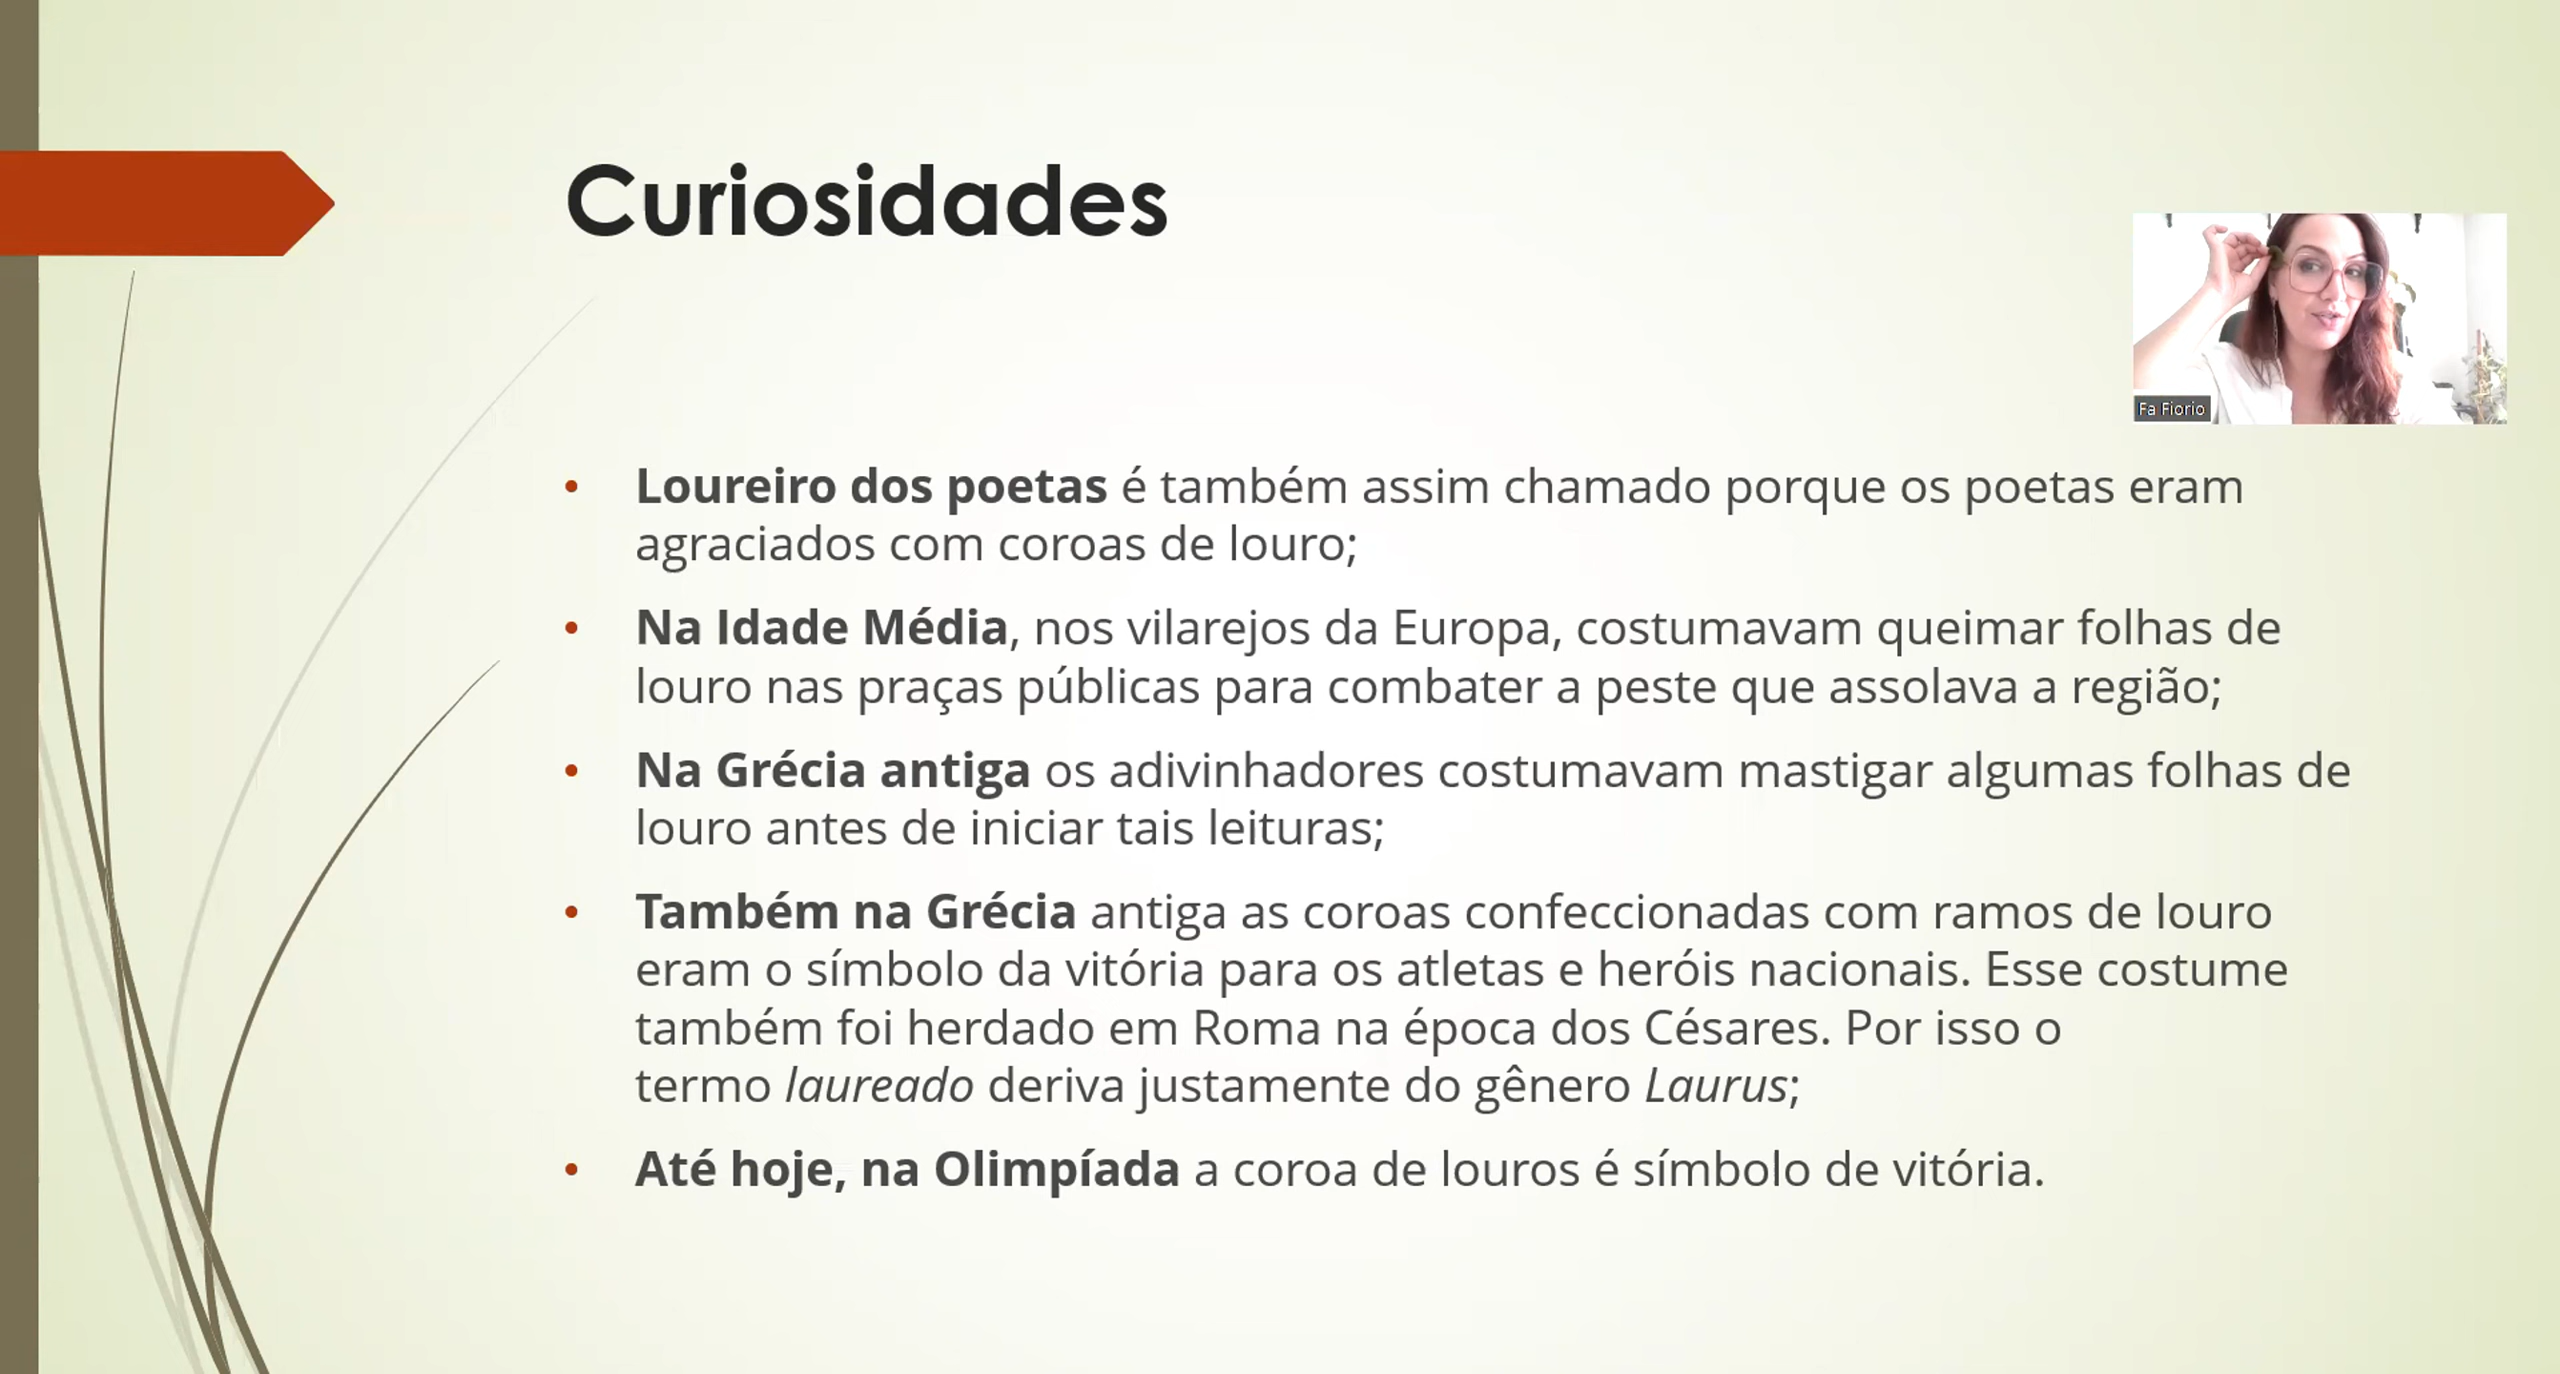 Curiosidades
Fa Fiorio
• Loureiro dos poetas é também assim chamado porque os poetas eram
agraciados com coroas de louro;
• Na Idade Média, nos vilarejos da Europa, costumavam queimar folhas de
louro nas praças públicas para combater a peste que assolava a região;
• Na Grécia antiga os adivinhadores costumavam mastigar algumas folhas de
louro antes de iniciar tais leituras;
• Também na Grécia antiga as coroas confeccionadas com ramos de louro
eram o símbolo da vitória para os atletas e heróis nacionais. Esse costume
também foi herdado em Roma na época dos Césares. Por isso o
termo laureado deriva justamente do gênero Laurus;
• Até hoje, na Olimpíada a coroa de louros é símbolo de vitória.